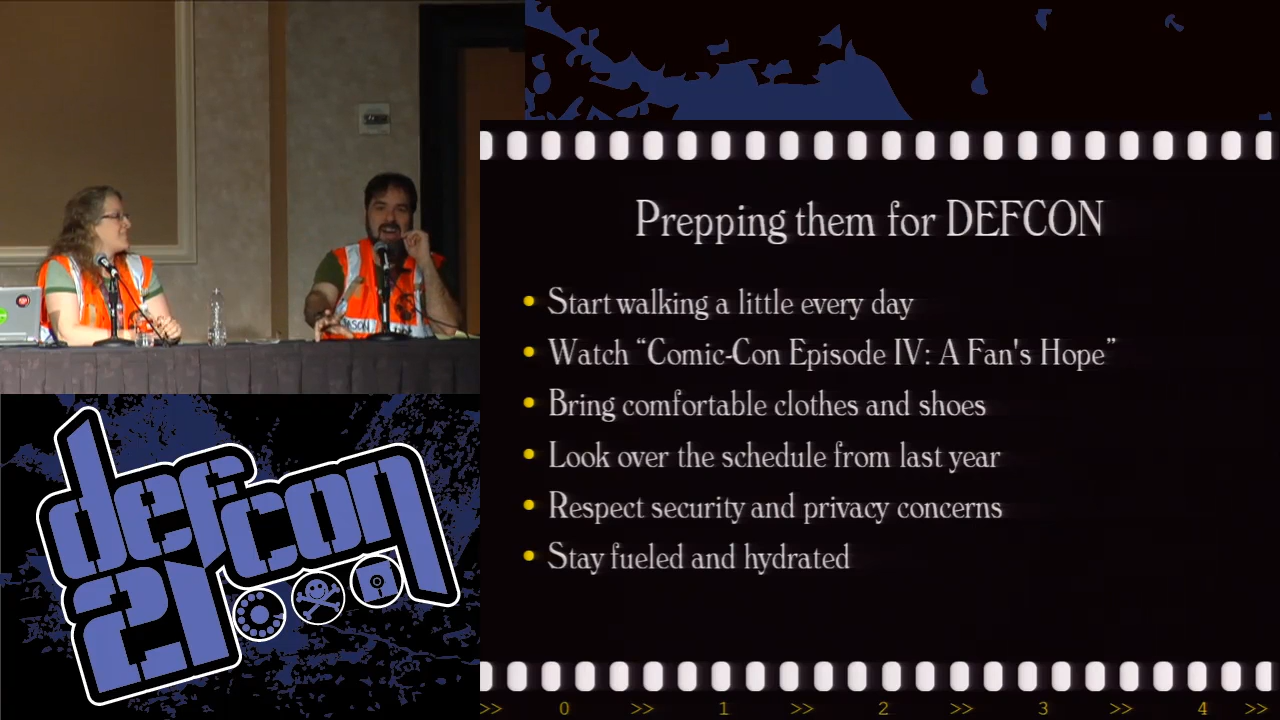 Prepping them for DEFCON
• Start walking a little every day
• Watch “Comic-Con Episode IV: A Fan's Hope”
• Bring comfortable clothes and shoes
• Look over the schedule from last year
• Respect security and privacy concerns
• Stay fueled and hydrated
JASON
defcon
21
>> 0 >> 1 >> 2 >> 3 >> 4 >>